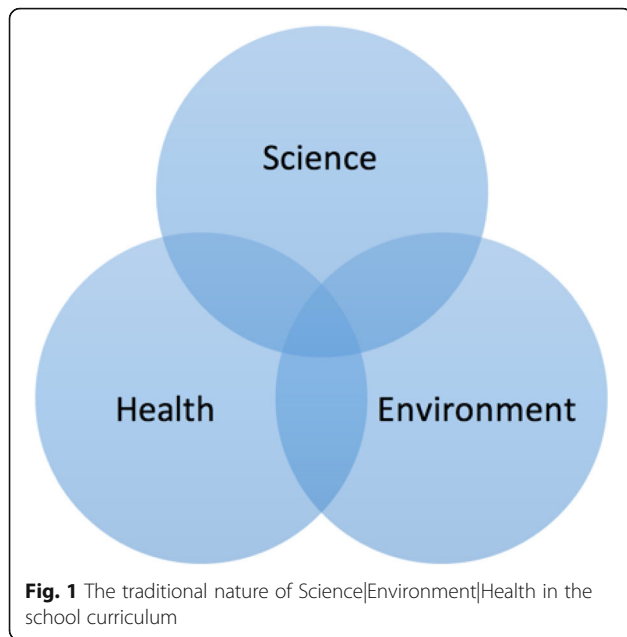 Science
Health
Environment
Fig. 1 The traditional nature of Science|Environment|Health in the
school curriculum